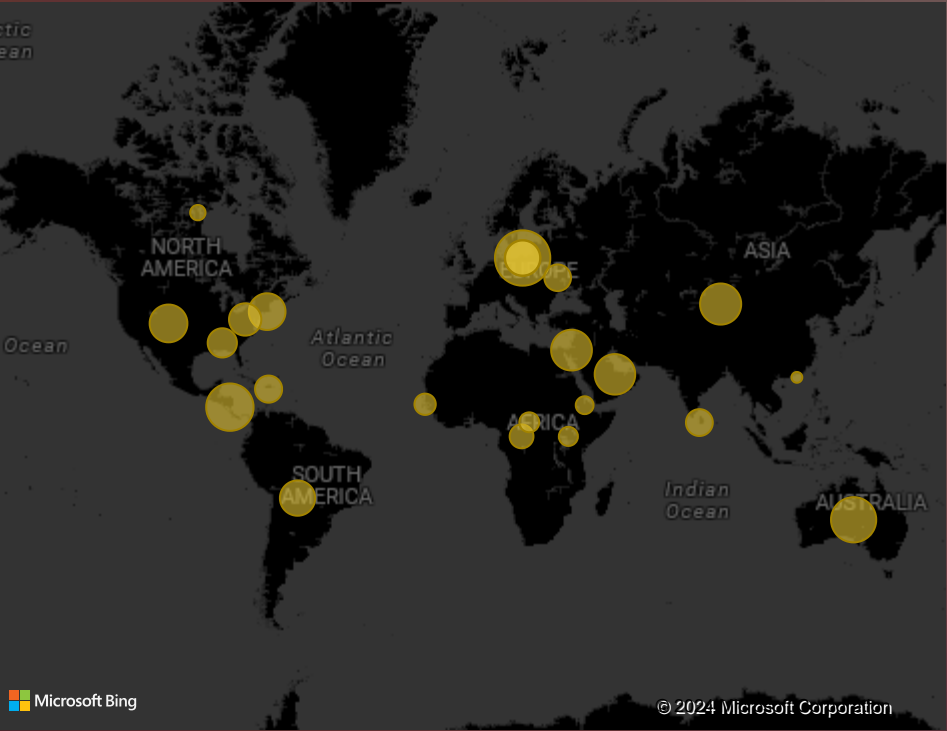 ctic
ean
NORTH
AMERICA
EUROPE
ASIA
Ocean
Atlantic
Ocean
AFRICA
SOUTH
AMERICA
Indian
Ocean
AUSTRALIA
Microsoft Bing
© 2024 Microsoft Corporation